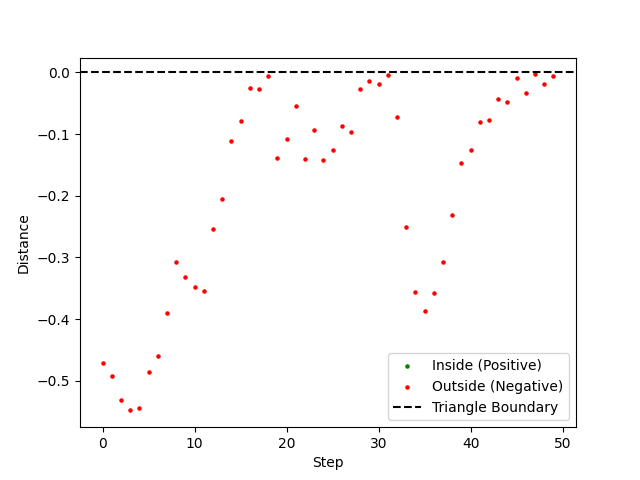 0.0
−0.1
−0.2
−0.3
−0.4
−0.5
Distance
Inside (Positive)
Outside (Negative)
Triangle Boundary
0 10 20 30 40 50
Step